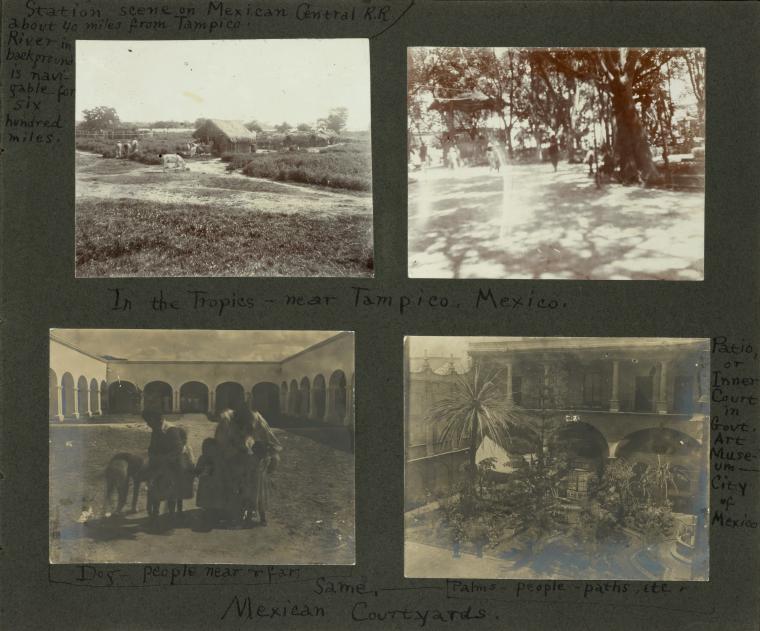 Station scene on Mexican Central R.R.
about 40 miles from Tampico.
River in
background
is navi-
gable for
six
hundred
miles.
In the Tropics - near Tampico, Mexico.
Patio,
or
Inner
Court
in
Govt.
Art
Muse-
um -
City
of
Mexico
Dog - people near & far,
Same,
Palms - people - paths, etc.
Mexican Courtyards.